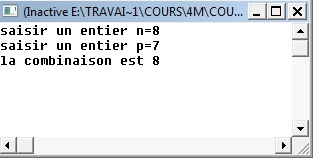 (Inactive E:\TRAVAI~1\COURS\4M\COU...
saisir un entier n=8
saisir un entier p=7
la combinaison est 8